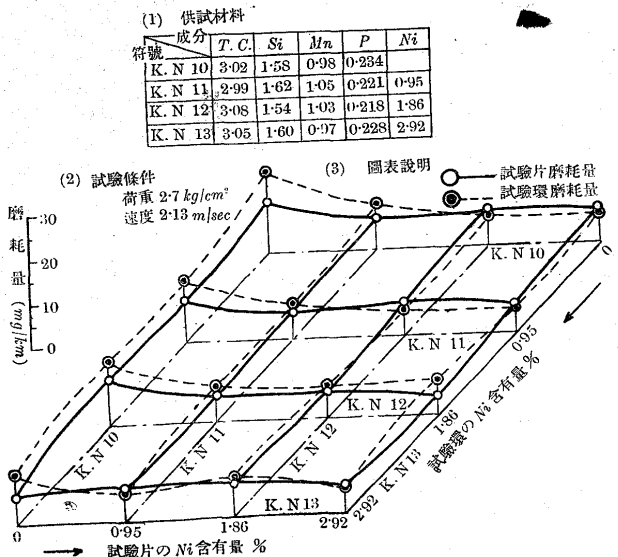 (1) 供試材料
成分 T. C. Si Mn P Ni
符號
K. N 10 3·02 1·58 0·98 0·234
K. N 11 2·99 1·62 1·05 0·221 0·95
K. N 12 3·08 1·54 1·03 0·218 1·86
K. N 13 3·05 1·60 0·97 0·228 2·92
(2) 試驗條件
荷重 2·7 kg/cm²
速度 2·13 m/sec
(3) 圖表說明
試驗片磨耗量
試驗環磨耗量
磨耗量 (mg/km)
30
20
10
0
K. N 10
K. N 11
K. N 12
K. N 13
K. N 10
K. N 11
K. N 12
K. N 13
0
0·95
1·86
2·92
試驗環の Ni 含有量 %
0
0·95
1·86
2·92
試驗片の Ni 含有量 %